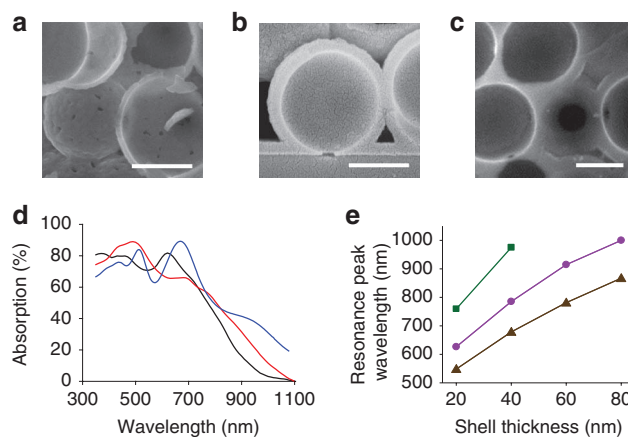 a
b
c
d
100
80
60
40
20
0
Absorption (%)
300
500
700
900
1100
Wavelength (nm)
e
1000
900
800
700
600
500
Resonance peak
wavelength (nm)
20
40
60
80
Shell thickness (nm)